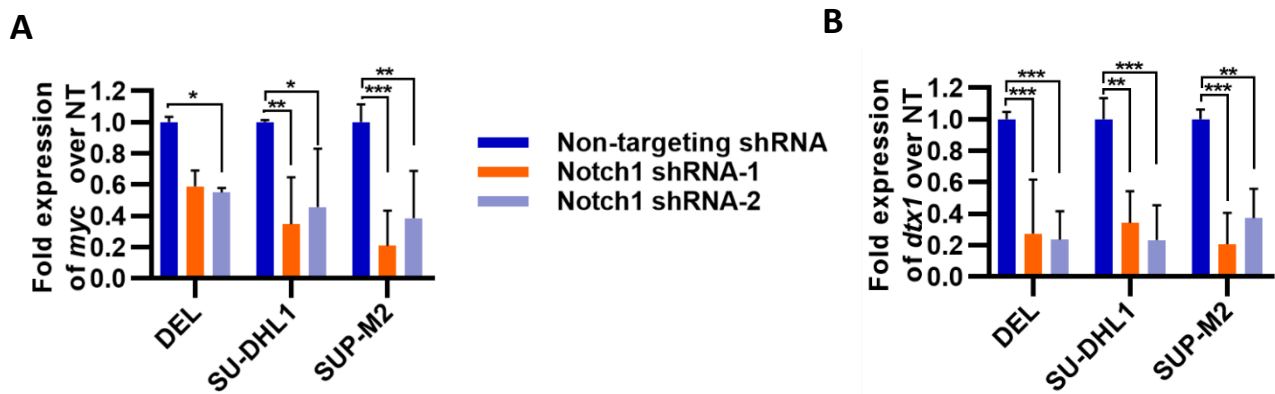 A
Fold expression
of myc over NT
1.2
1.0
0.8
0.6
0.4
0.2
0.0
*
*
**
**
***
DEL
SU-DHL1
SUP-M2
Non-targeting shRNA
Notch1 shRNA-1
Notch1 shRNA-2
B
Fold expression
of dtx1 over NT
1.2
1.0
0.8
0.6
0.4
0.2
0.0
***
***
***
**
**
***
DEL
SU-DHL1
SUP-M2